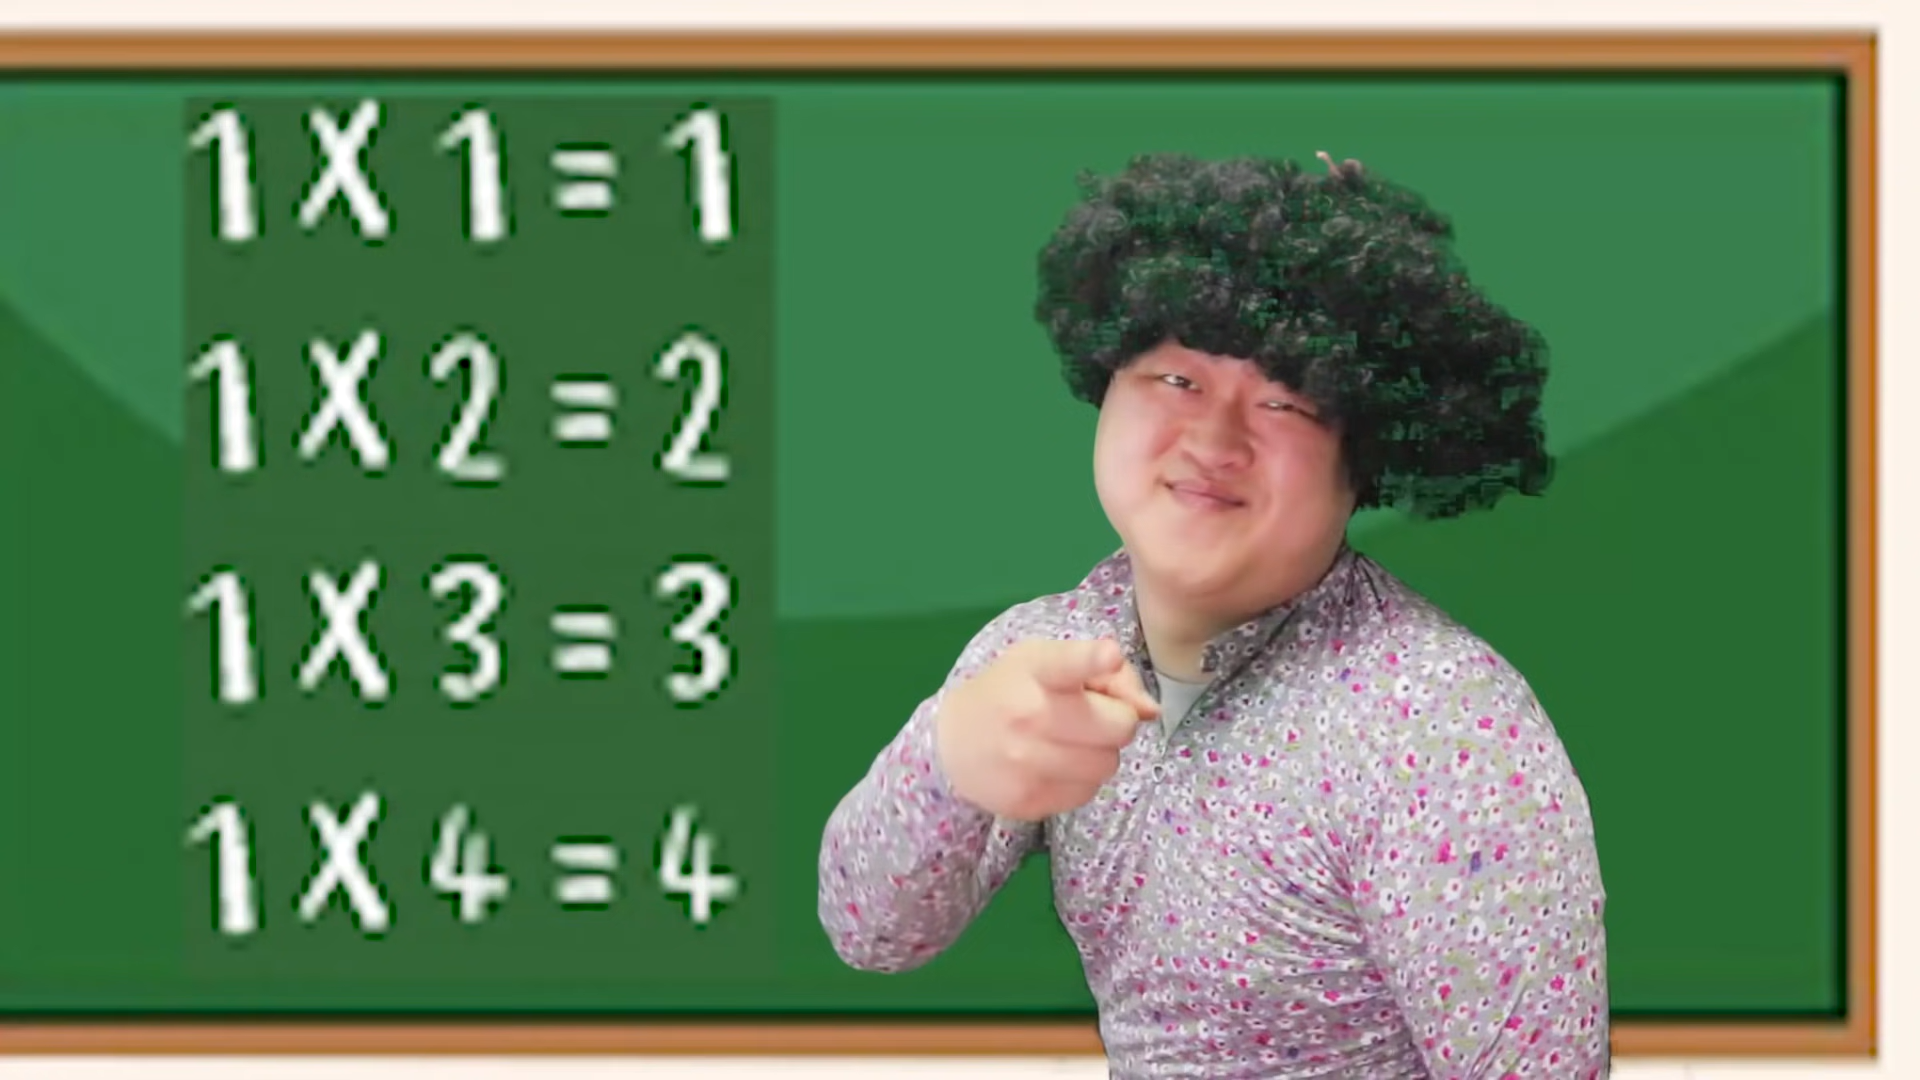 1 X 1 = 1
1 X 2 = 2
1 X 3 = 3
1 X 4 = 4